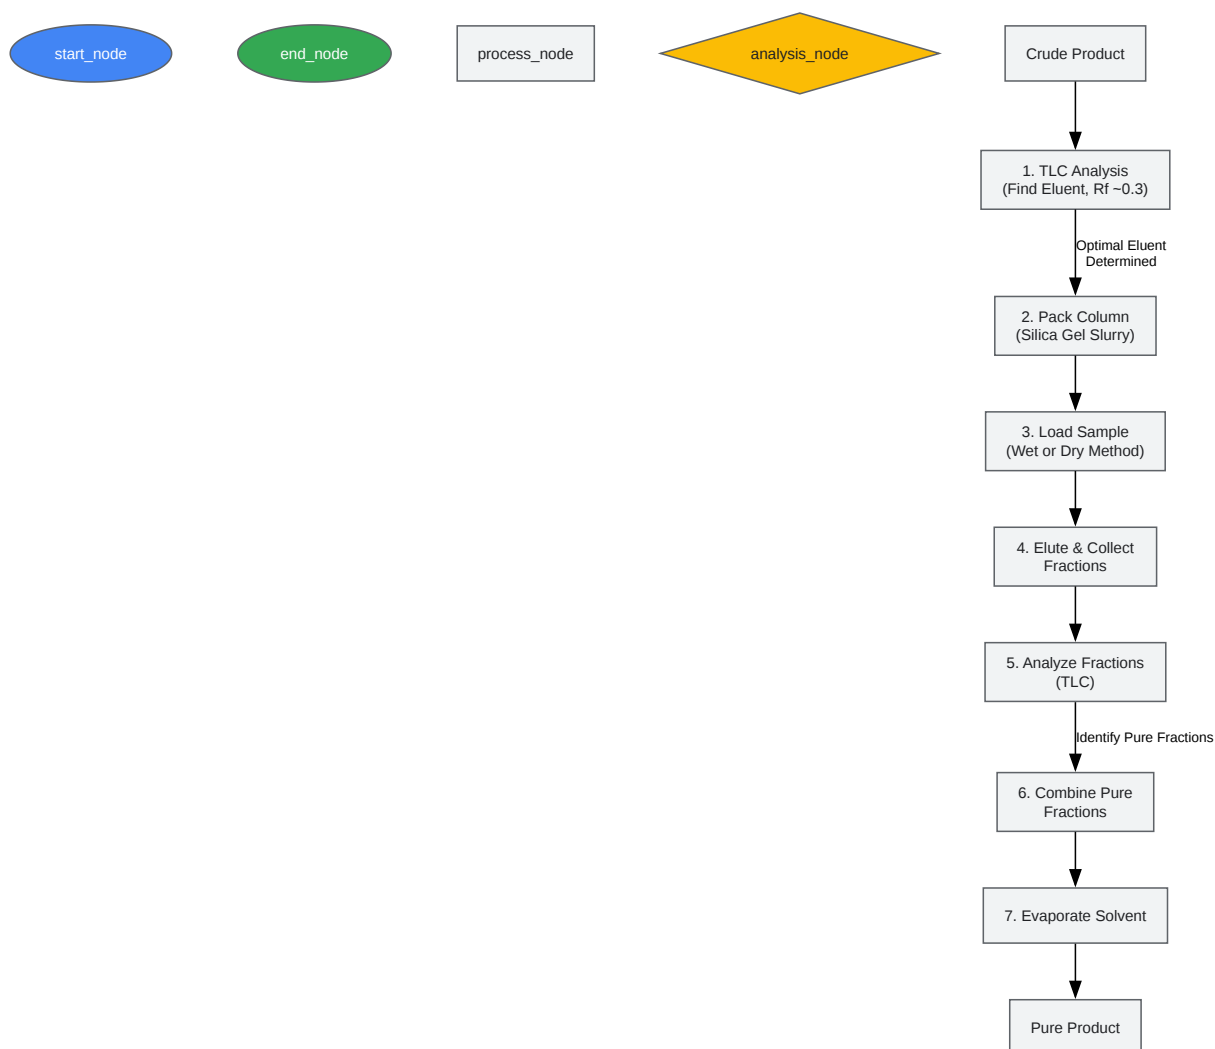 start_node
end_node
process_node
analysis_node
Crude Product
1. TLC Analysis
(Find Eluent, Rf ~0.3)
Optimal Eluent
Determined
2. Pack Column
(Silica Gel Slurry)
3. Load Sample
(Wet or Dry Method)
4. Elute & Collect
Fractions
5. Analyze Fractions
(TLC)
Identify Pure Fractions
6. Combine Pure
Fractions
7. Evaporate Solvent
Pure Product